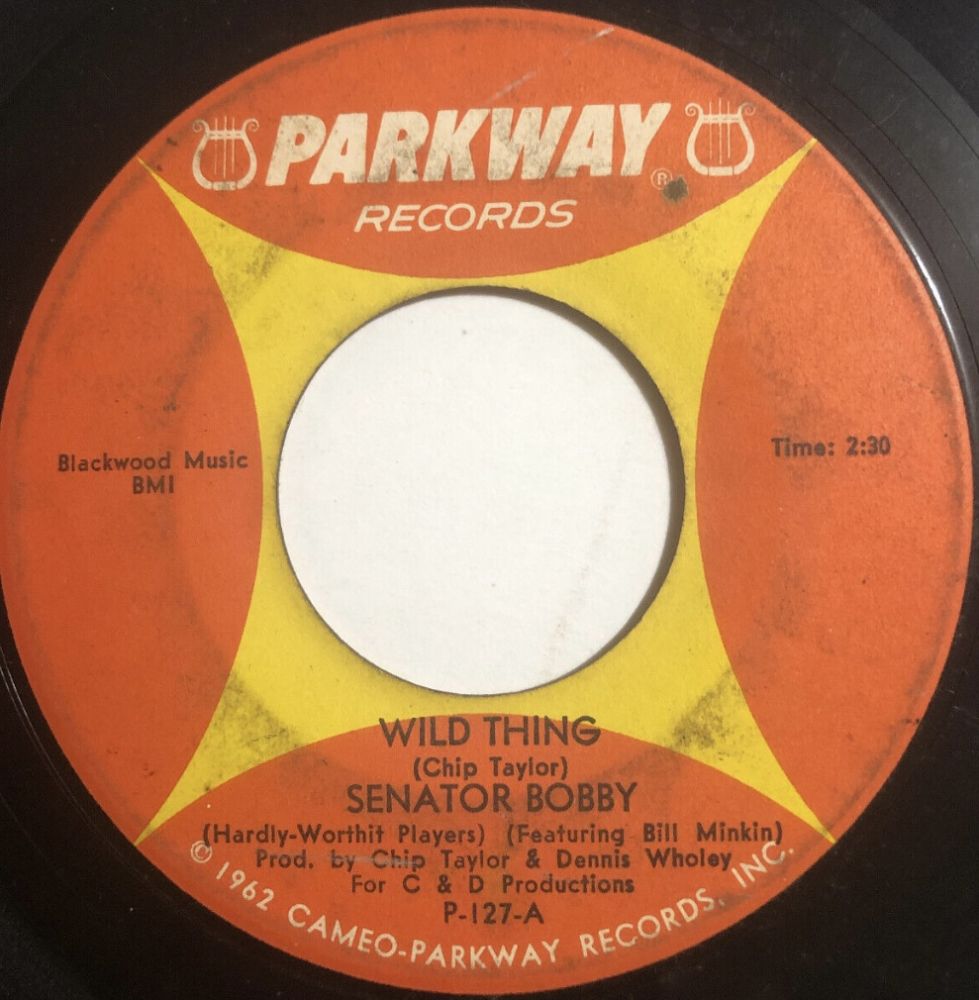 PARKWAY ®
RECORDS
Blackwood Music
BMI
Time: 2:30
WILD THING
(Chip Taylor)
SENATOR BOBBY
(Hardly-Worthit Players) (Featuring Bill Minkin)
Prod. by Chip Taylor & Dennis Wholey
For C & D Productions
P-127-A
© 1962 CAMEO-PARKWAY RECORDS, INC.